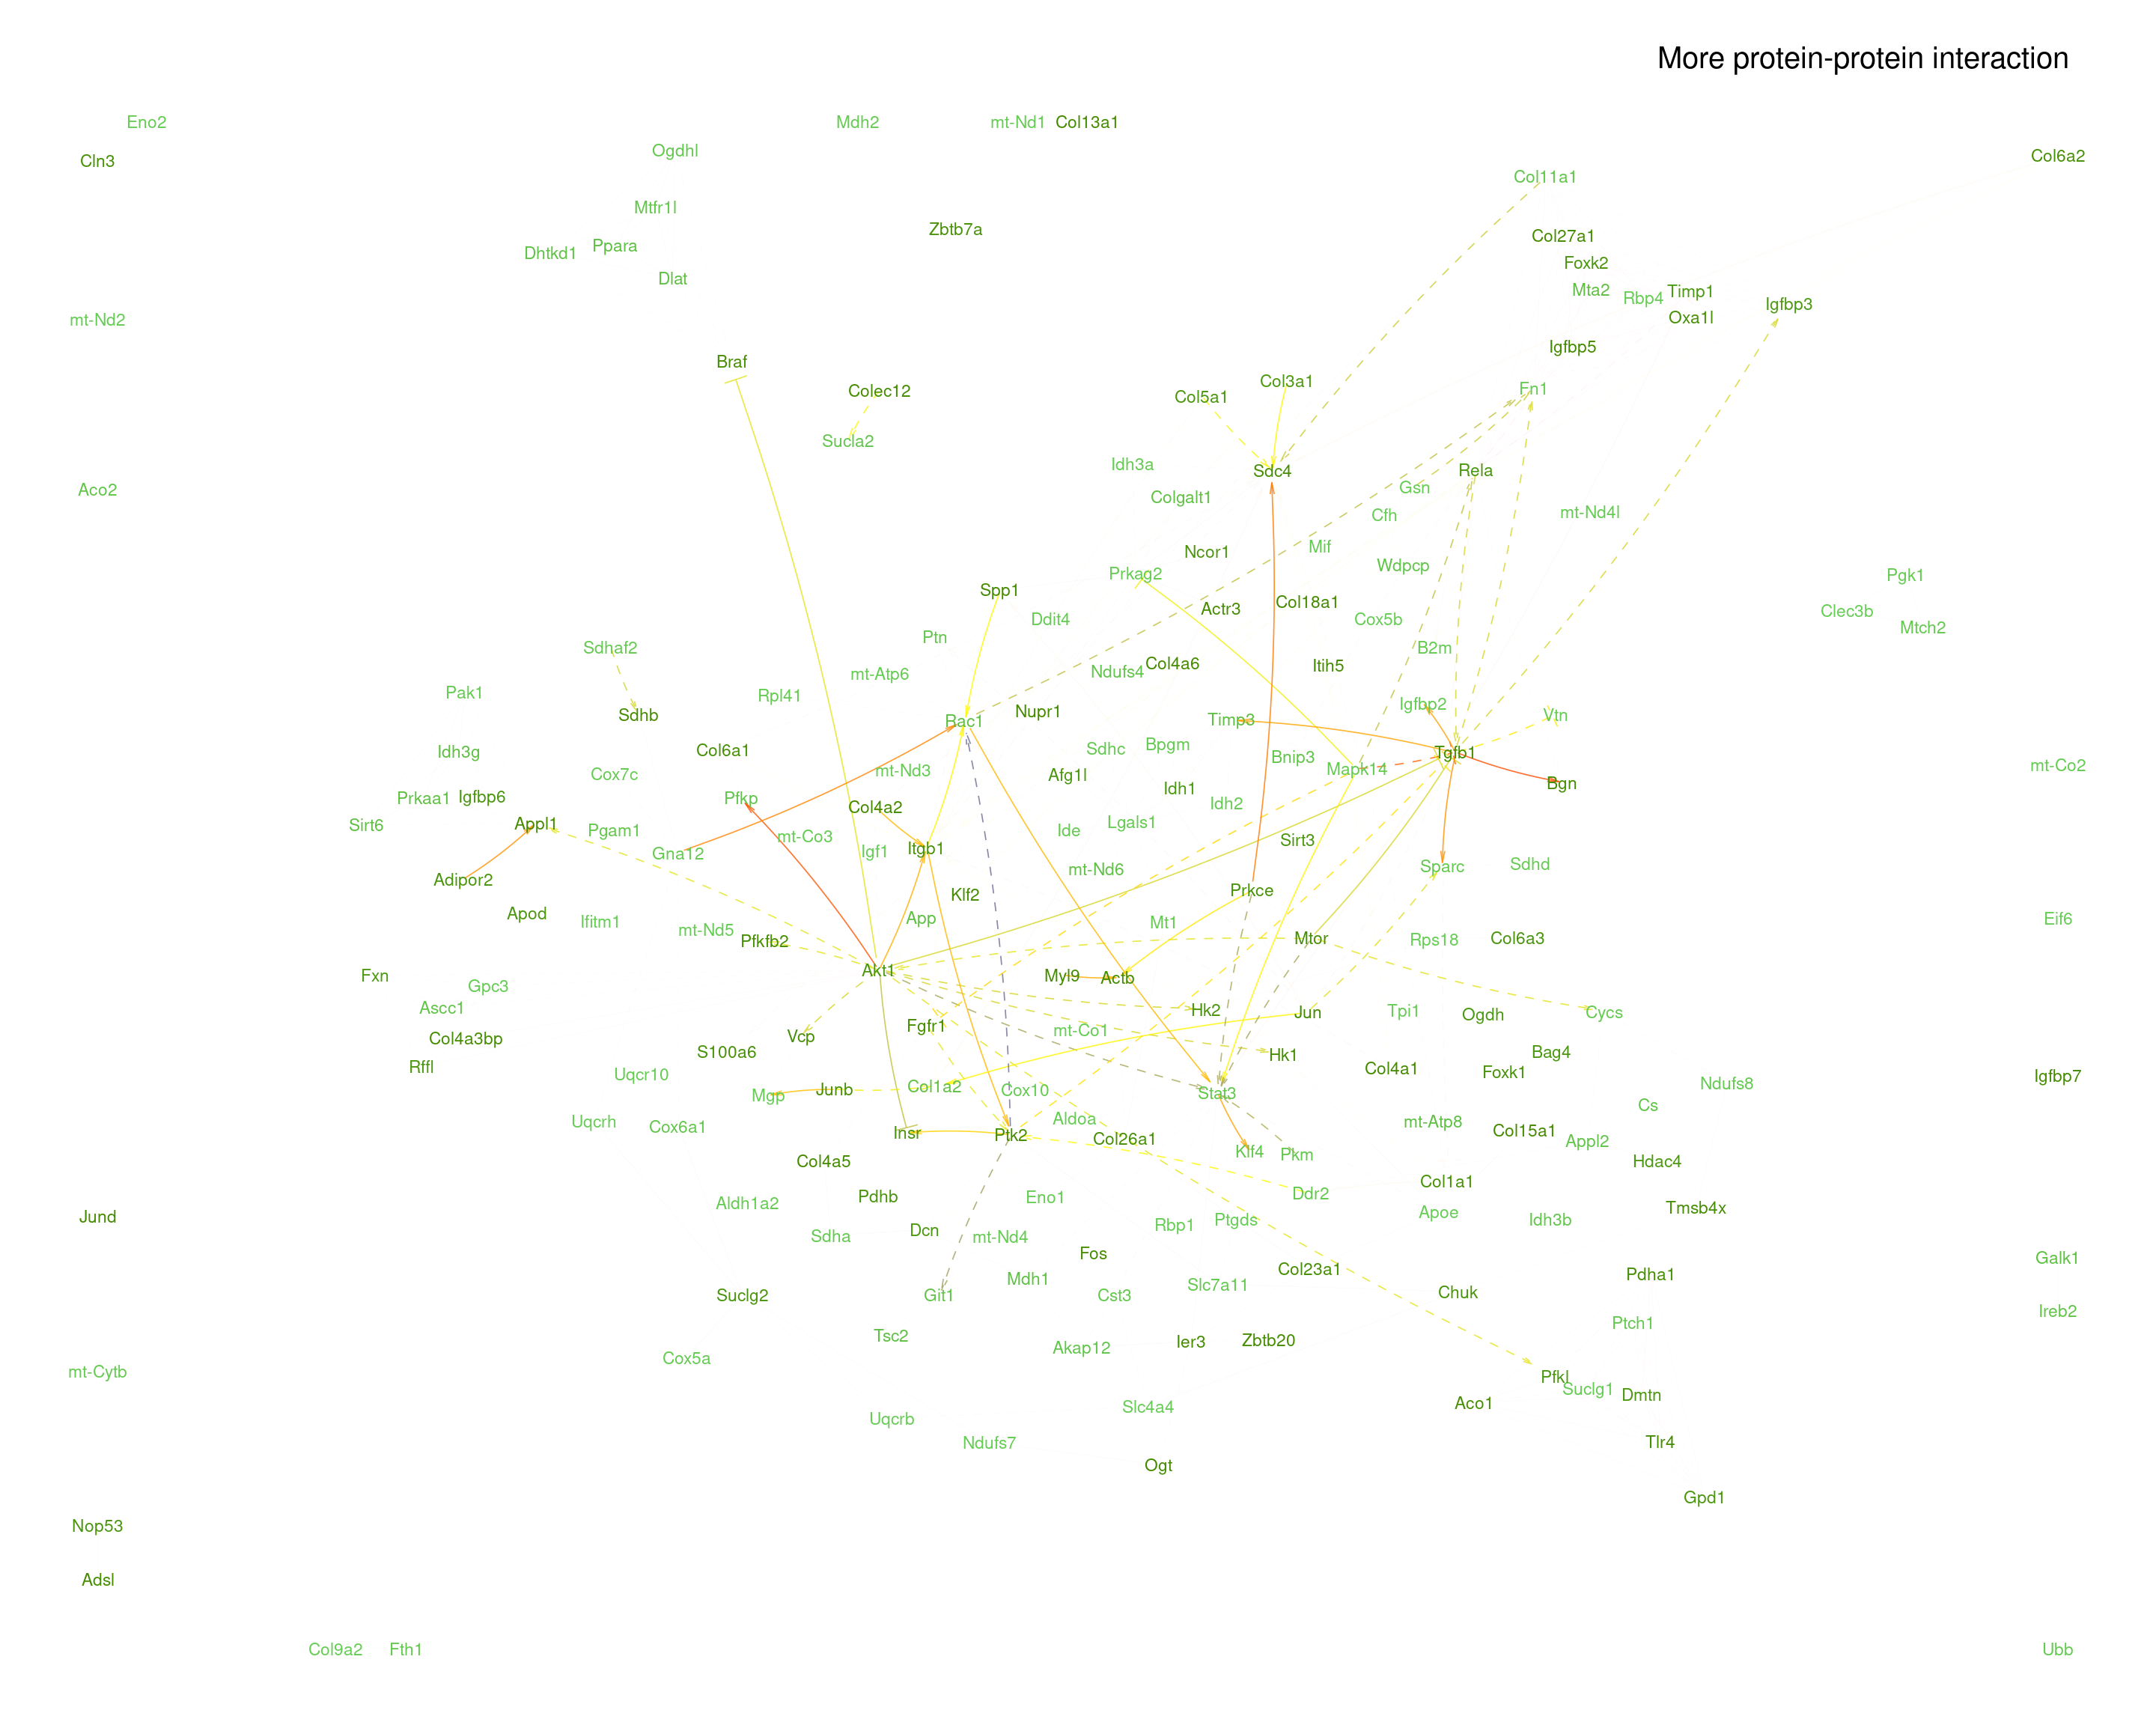 More protein-protein interaction
Eno2
Mdh2
mt-Nd1
Col13a1
Ogdhl
Col6a2
Cln3
Col11a1
Mtfr1l
Zbtb7a
Col27a1
Ppara
Dhtkd1
Foxk2
Dlat
Mta2
Timp1
Rbp4
Igfbp3
Oxa1l
mt-Nd2
Igfbp5
Braf
Col3a1
Fn1
Colec12
Col5a1
Sucla2
Idh3a
Sdc4
Rela
Gsn
Aco2
Colgalt1
mt-Nd4l
Cfh
Mif
Ncor1
Wdpcp
Prkag2
Pgk1
Spp1
Col18a1
Actr3
Clec3b
Ddit4
Cox5b
Mtch2
Ptn
Sdhaf2
B2m
Col4a6
Itih5
Ndufs4
mt-Atp6
Pak1
Rpl41
Igfbp2
Nupr1
Sdhb
Vtn
Timp3
Rac1
Bpgm
Sdhc
Col6a1
Idh3g
Tgfb1
Bnip3
mt-Co2
Mapk14
mt-Nd3
Cox7c
Afg1l
Bgn
Idh1
Igfbp6
Prkaa1
Pfkp
Idh2
Col4a2
Lgals1
Appl1
Sirt6
Pgam1
Ide
mt-Co3
Sirt3
Itgb1
Igf1
Gna12
Sdhd
Sparc
mt-Nd6
Adipor2
Prkce
Klf2
Apod
App
Eif6
Ifitm1
Mt1
mt-Nd5
Mtor
Col6a3
Rps18
Pfkfb2
Akt1
Fxn
Myl9
Actb
Gpc3
Ascc1
Hk2
Tpi1
Jun
Cycs
Ogdh
Fgfr1
mt-Co1
Vcp
Col4a3bp
S100a6
Bag4
Hk1
Rffl
Col4a1
Foxk1
Uqcr10
Igfbp7
Ndufs8
Col1a2
Junb
Cox10
Stat3
Mgp
Cs
Aldoa
Uqcrh
mt-Atp8
Cox6a1
Col15a1
Insr
Ptk2
Col26a1
Appl2
Klf4
Pkm
Col4a5
Hdac4
Col1a1
Ddr2
Pdhb
Eno1
Aldh1a2
Tmsb4x
Apoe
Jund
Ptgds
Idh3b
Rbp1
Dcn
Sdha
mt-Nd4
Fos
Galk1
Col23a1
Pdha1
Mdh1
Slc7a11
Chuk
Suclg2
Git1
Cst3
Ireb2
Ptch1
Tsc2
Zbtb20
Ier3
Akap12
Cox5a
mt-Cytb
Pfkl
Suclg1
Dmtn
Aco1
Slc4a4
Uqcrb
Ndufs7
Tlr4
Ogt
Gpd1
Nop53
Adsl
Col9a2
Fth1
Ubb